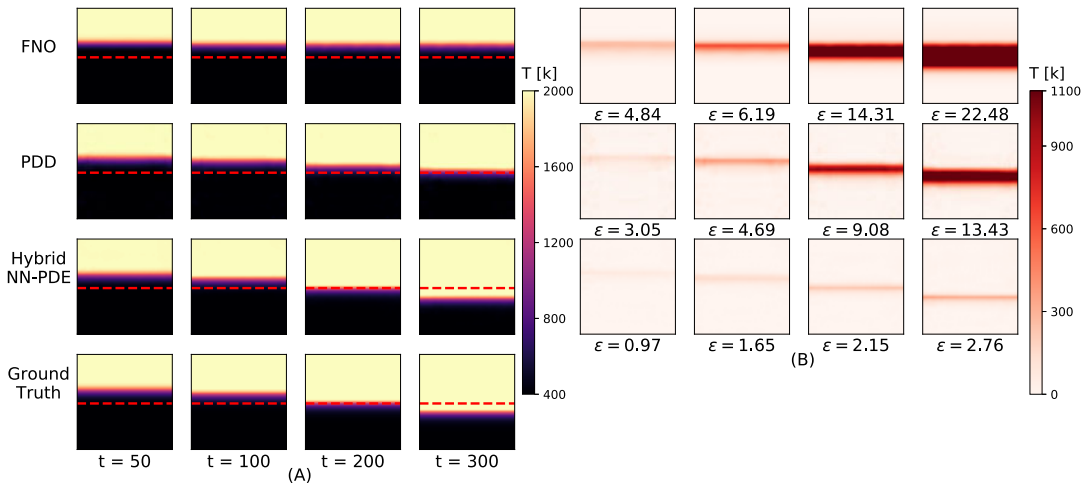 FNO
PDD
Hybrid
NN-PDE
Ground
Truth
t = 50
t = 100
t = 200
t = 300
(A)
T [k]
2000
1600
1200
800
400
ε = 4.84
ε = 6.19
ε = 14.31
ε = 22.48
ε = 3.05
ε = 4.69
ε = 9.08
ε = 13.43
ε = 0.97
ε = 1.65
ε = 2.15
ε = 2.76
(B)
T [k]
1100
900
600
300
0